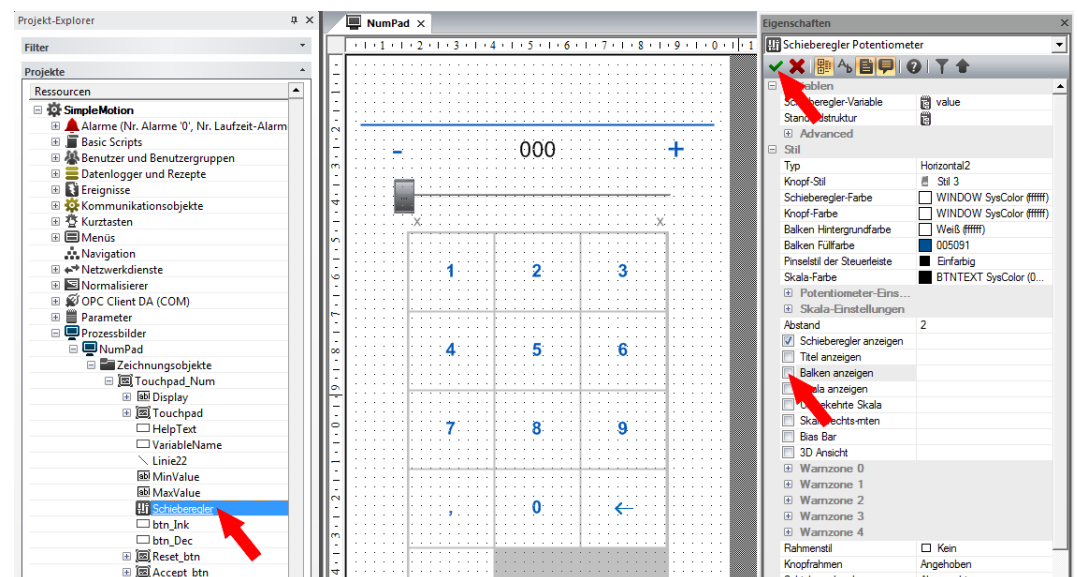 Projekt-Explorer
Filter
Projekte
Ressourcen
SimpleMotion
Alarme (Nr. Alarme '0', Nr. Laufzeit-Alarm
Basic Scripts
Benutzer und Benutzergruppen
Datenlogger und Rezepte
Ereignisse
Kommunikationsobjekte
Kurztasten
Menüs
Navigation
Netzwerkdienste
Normalisierer
OPC Client DA (COM)
Parameter
Prozessbilder
NumPad
Zeichnungsobjekte
Touchpad_Num
Display
Touchpad
HelpText
VariableName
Linie22
MinValue
MaxValue
Schieberegler
btn_Ink
btn_Dec
Reset_btn
Accept_btn
NumPad
- 000 +
1 2 3
4 5 6
7 8 9
, 0 ←
Eigenschaften
Schieberegler Potentiometer
Schieberegler-Variable value
Advanced
Stil
Typ Horizontal2
Knopf-Stil Stil 3
Schieberegler-Farbe WINDOW SysColor (ffffff)
Knopf-Farbe WINDOW SysColor (ffffff)
Balken Hintergrundfarbe Weiß (ffffff)
Balken Füllfarbe 005091
Pinselstil der Steuerleiste Einfarbig
Skala-Farbe BTNTEXT SysColor (0...
Potentiometer-Eins...
Skala-Einstellungen
Abstand 2
Schieberegler anzeigen
Titel anzeigen
Balken anzeigen
anzeigen
Skala
Bias Bar
3D Ansicht
Warnzone 0
Warnzone 1
Warnzone 2
Warnzone 3
Warnzone 4
Rahmenstil Kein
Knopfrahmen Angehoben